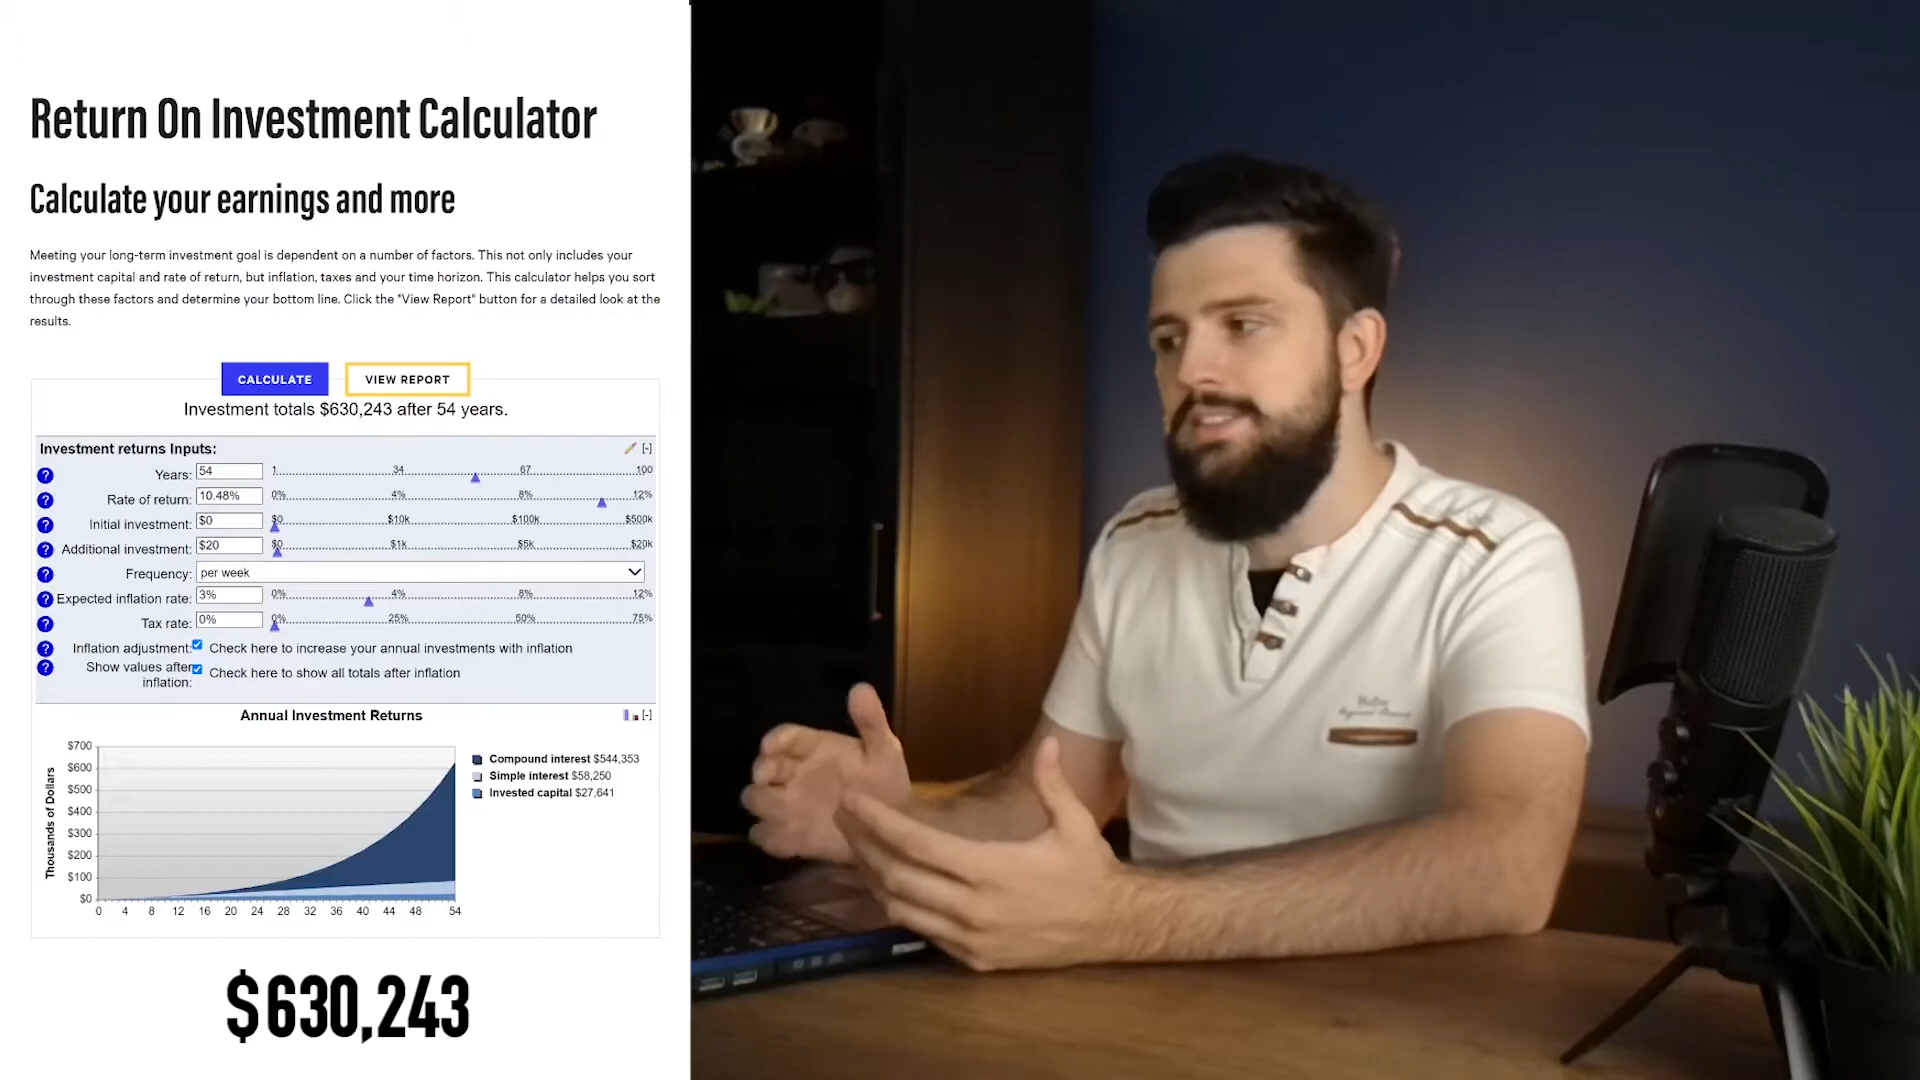 Return On Investment Calculator
Calculate your earnings and more
Meeting your long-term investment goal is dependent on a number of factors. This not only includes your
investment capital and rate of return, but inflation, taxes and your time horizon. This calculator helps you sort
through these factors and determine your bottom line. Click the "View Report" button for a detailed look at the
results.
CALCULATE VIEW REPORT
Investment totals $630,243 after 54 years.
Investment returns Inputs: [-]
? Years: 54 1 34 67 100
? Rate of return: 10.48% 0% 4% 8% 12%
? Initial investment: $0 $0 $10k $100k $500k
? Additional investment: $20 $0 $1k $5k $20k
? Frequency: per week
? Expected inflation rate: 3% 0% 4% 8% 12%
? Tax rate: 0% 0% 25% 50% 75%
? Inflation adjustment: Check here to increase your annual investments with inflation
? Show values after
inflation: Check here to show all totals after inflation
Annual Investment Returns [-]
Thousands of Dollars
$700
$600
$500
$400
$300
$200
$100
$0
0 4 8 12 16 20 24 28 32 36 40 44 48 54
Compound interest $544,353
Simple interest $58,250
Invested capital $27,641
$630,243